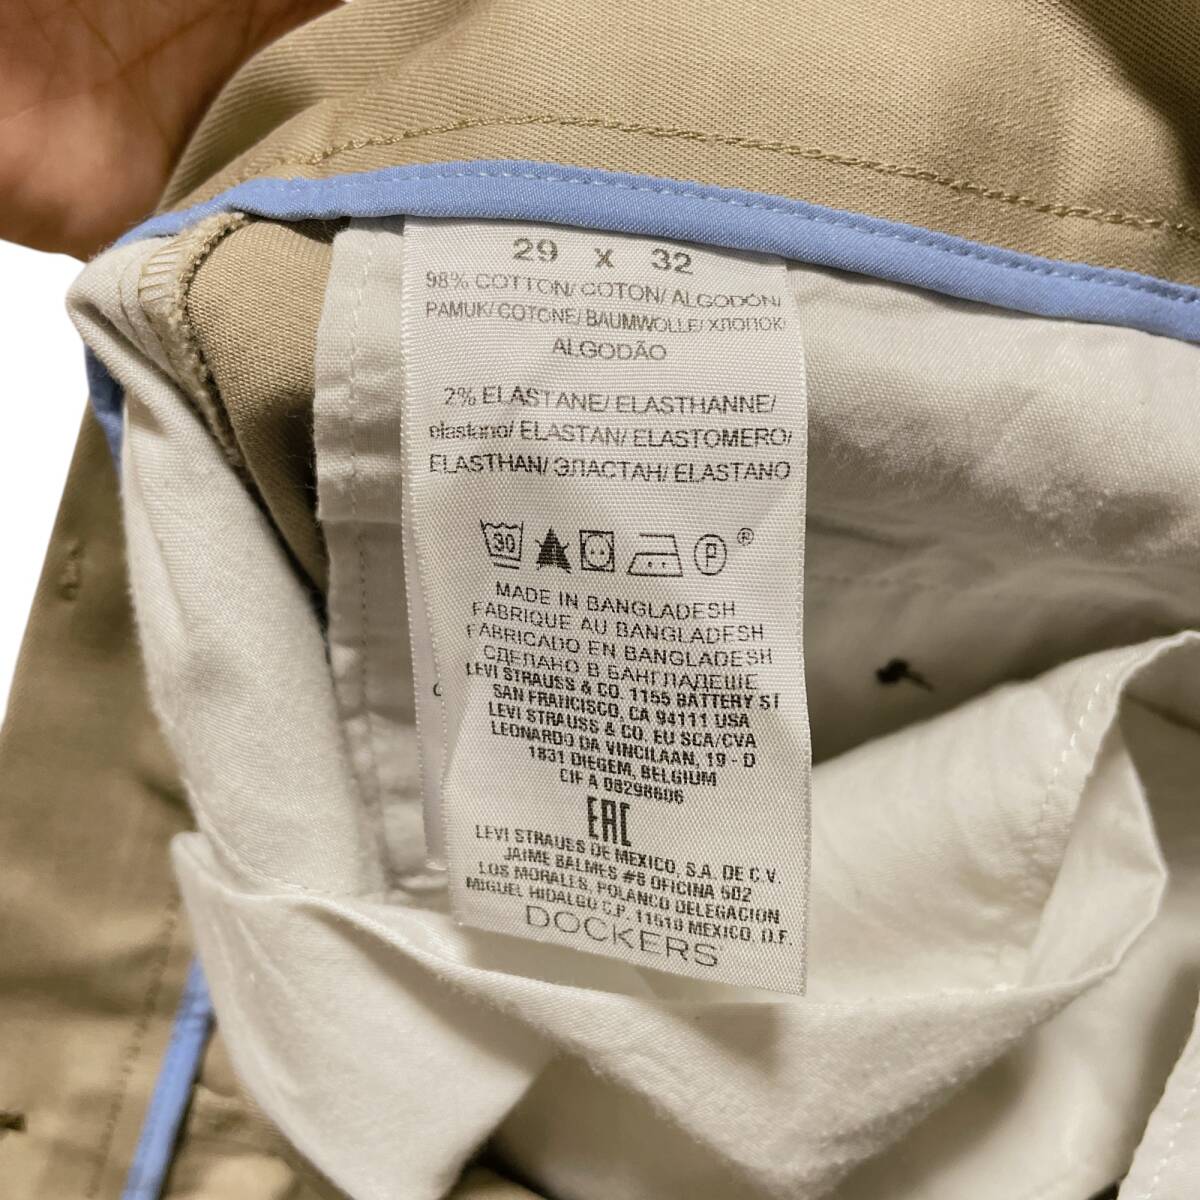 29 X 32
98% COTTON/ COTON/ ALGODÓN/
PAMUK/ COTONE/ BAUMWOLLE/ ХЛОПОК/
ALGODÃO
2% ELASTANE/ ELASTHANNE/
elastano/ ELASTAN/ ELASTOMERO/
ELASTHAN/ ЭЛАСТАН/ ELASTANO
30 P ®
MADE IN BANGLADESH
FABRIQUE AU BANGLADESH
FABRICADO EN BANGLADESH
СДЕЛАНО В БАНГЛАДЕШЕ
LEVI STRAUSS & CO. 1155 BATTERY ST
SAN FRANCISCO, CA 94111 USA
LEVI STRAUSS & CO. EU SCA/CVA
LEONARDO DA VINCILAAN, 19 - D
1831 DIEGEM, BELGIUM
CIF A 08298606
EAC
LEVI STRAUSS DE MEXICO, S.A. DE C.V.
JAIME BALMES #8 OFICINA 502
LOS MORALES, POLANCO DELEGACION
MIGUEL HIDALGO C.P. 11510 MEXICO, D.F.
DOCKERS